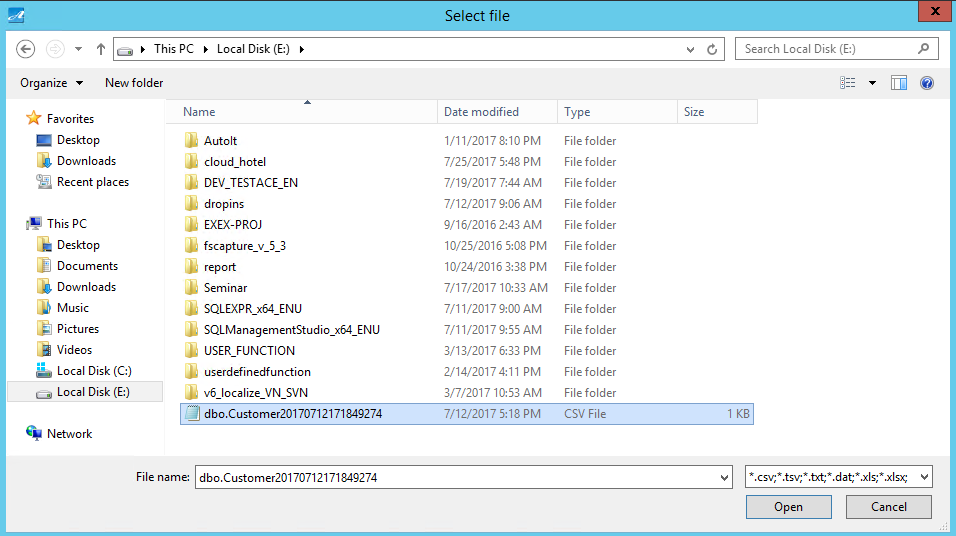 Select file
This PC Local Disk (E:)
Search Local Disk (E:)
Organize New folder
Name Date modified Type Size
Favorites
Desktop
Downloads
Recent places
This PC
Desktop
Documents
Downloads
Music
Pictures
Videos
Local Disk (C:)
Local Disk (E:)
Network
AutoIt 1/11/2017 8:10 PM File folder
cloud_hotel 7/25/2017 5:48 PM File folder
DEV_TESTACE_EN 7/19/2017 7:44 AM File folder
dropins 7/12/2017 9:06 AM File folder
EXEX-PROJ 9/16/2016 2:43 AM File folder
fscapture_v_5_3 10/25/2016 5:08 PM File folder
report 10/24/2016 3:38 PM File folder
Seminar 7/17/2017 10:33 AM File folder
SQLEXPR_x64_ENU 7/11/2017 9:00 AM File folder
SQLManagementStudio_x64_ENU 7/11/2017 9:55 AM File folder
USER_FUNCTION 3/13/2017 6:33 PM File folder
userdefinedfunction 2/14/2017 4:11 PM File folder
v6_localize_VN_SVN 3/7/2017 10:53 AM File folder
dbo.Customer20170712171849274 7/12/2017 5:18 PM CSV File 1 KB
File name: dbo.Customer20170712171849274 *.csv;*.tsv;*.txt;*.dat;*.xls;*.xlsx;
Open Cancel